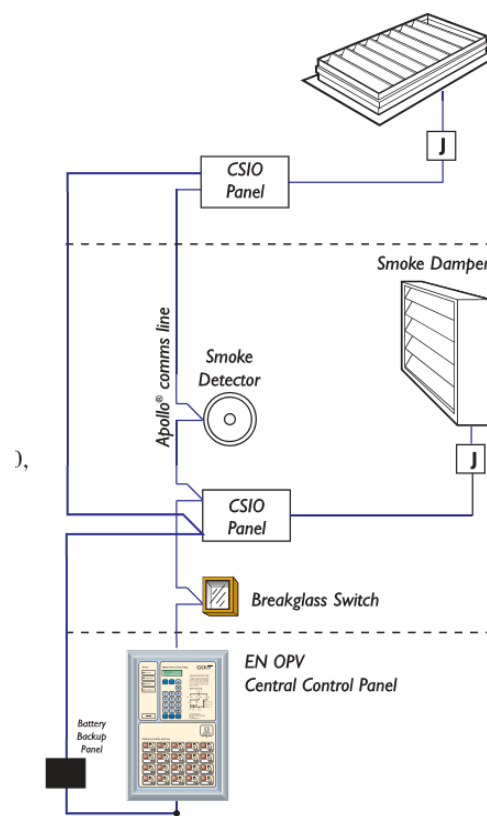 J
CSIO
Panel
Smoke Damper
Apollo® comms line
Smoke
Detector
),
J
CSIO
Panel
Breakglass Switch
EN OPV
Central Control Panel
Battery
Backup
Panel